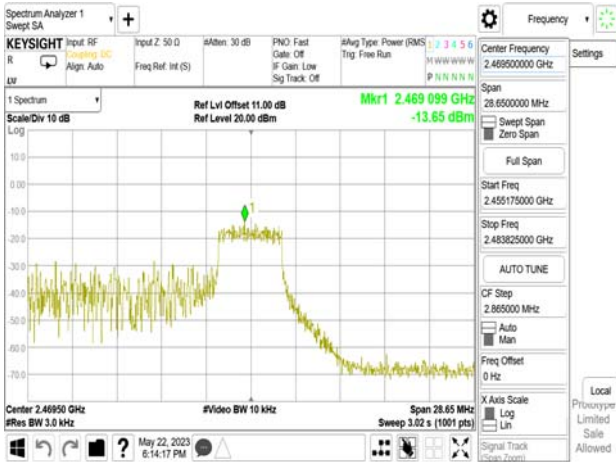 Spectrum Analyzer 1
Swept SA
+
Frequency
KEYSIGHT
R
LM
Input: RF
Coupling: DC
Align: Auto
Input Z: 50 Ω
Freq Ref: Int (S)
#Atten: 30 dB
PNO: Fast
Gate: Off
IF Gain: Low
Sig Track: Off
#Avg Type: Power (RMS
Trig: Free Run
1 2 3 4 5 6
M W W W W W
P N N N N N
Center Frequency
2.469500000 GHz
Settings
Span
28.6500000 MHz
Swept Span
Zero Span
Full Span
Start Freq
2.455175000 GHz
Stop Freq
2.483825000 GHz
AUTO TUNE
CF Step
2.865000 MHz
Auto
Man
Freq Offset
0 Hz
X Axis Scale
Log
Lin
Signal Track
(Span Zoom)
Local
Prototype
Limited
Sale
Allowed
1 Spectrum
Scale/Div 10 dB
Ref Lvl Offset 11.00 dB
Ref Level 20.00 dBm
Mkr1 2.469 099 GHz
-13.65 dBm
Log
10.0
0.00
-10.0
-20.0
-30.0
-40.0
-50.0
-60.0
-70.0
1
Center 2.46950 GHz
#Res BW 3.0 kHz
#Video BW 10 kHz
Span 28.65 MHz
Sweep 3.02 s (1001 pts)
?
May 22, 2023
6:14:17 PM